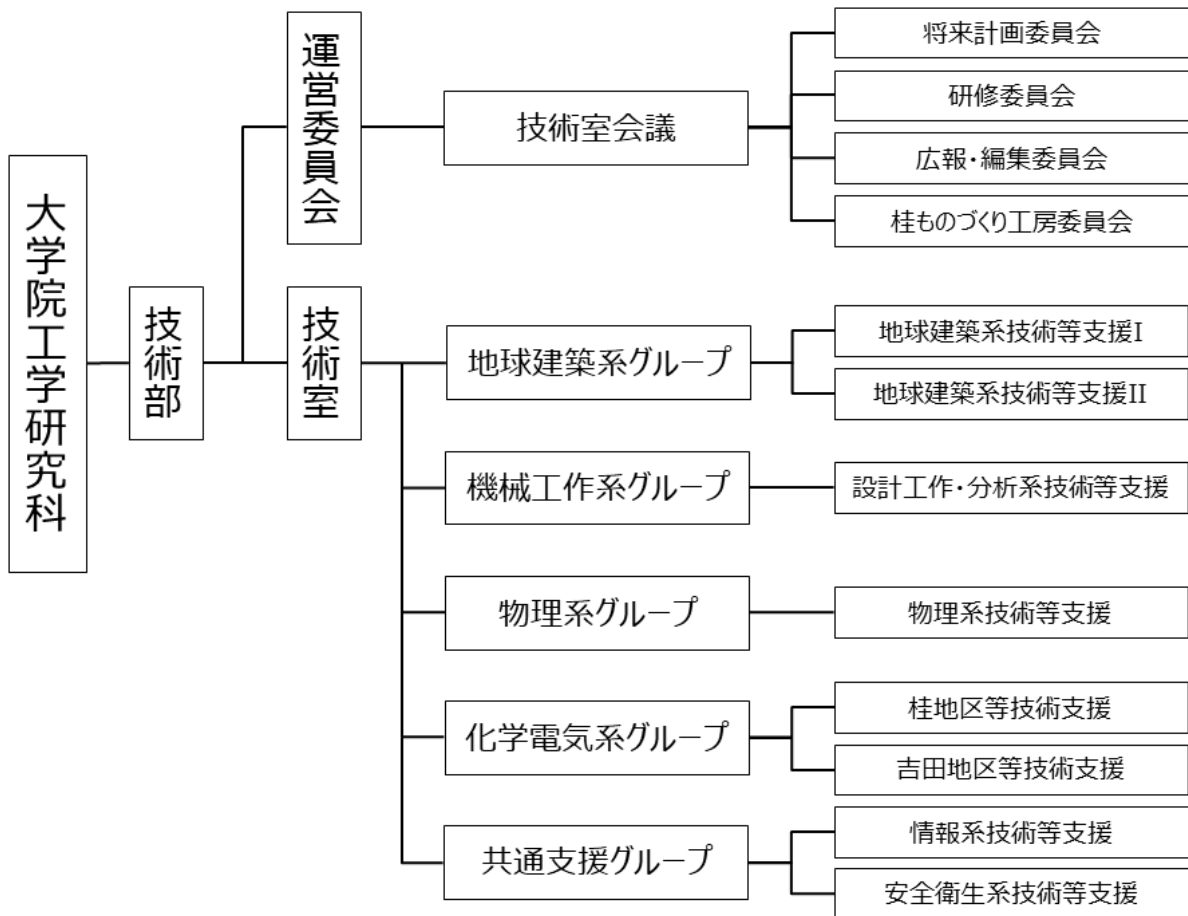 大学院工学研究科
技術部
運営委員会
技術室会議
将来計画委員会
研修委員会
広報・編集委員会
桂ものづくり工房委員会
技術室
地球建築系グループ
地球建築系技術等支援I
地球建築系技術等支援II
機械工作系グループ
設計工作・分析系技術等支援
物理系グループ
物理系技術等支援
化学電気系グループ
桂地区等技術支援
吉田地区等技術支援
共通支援グループ
情報系技術等支援
安全衛生系技術等支援